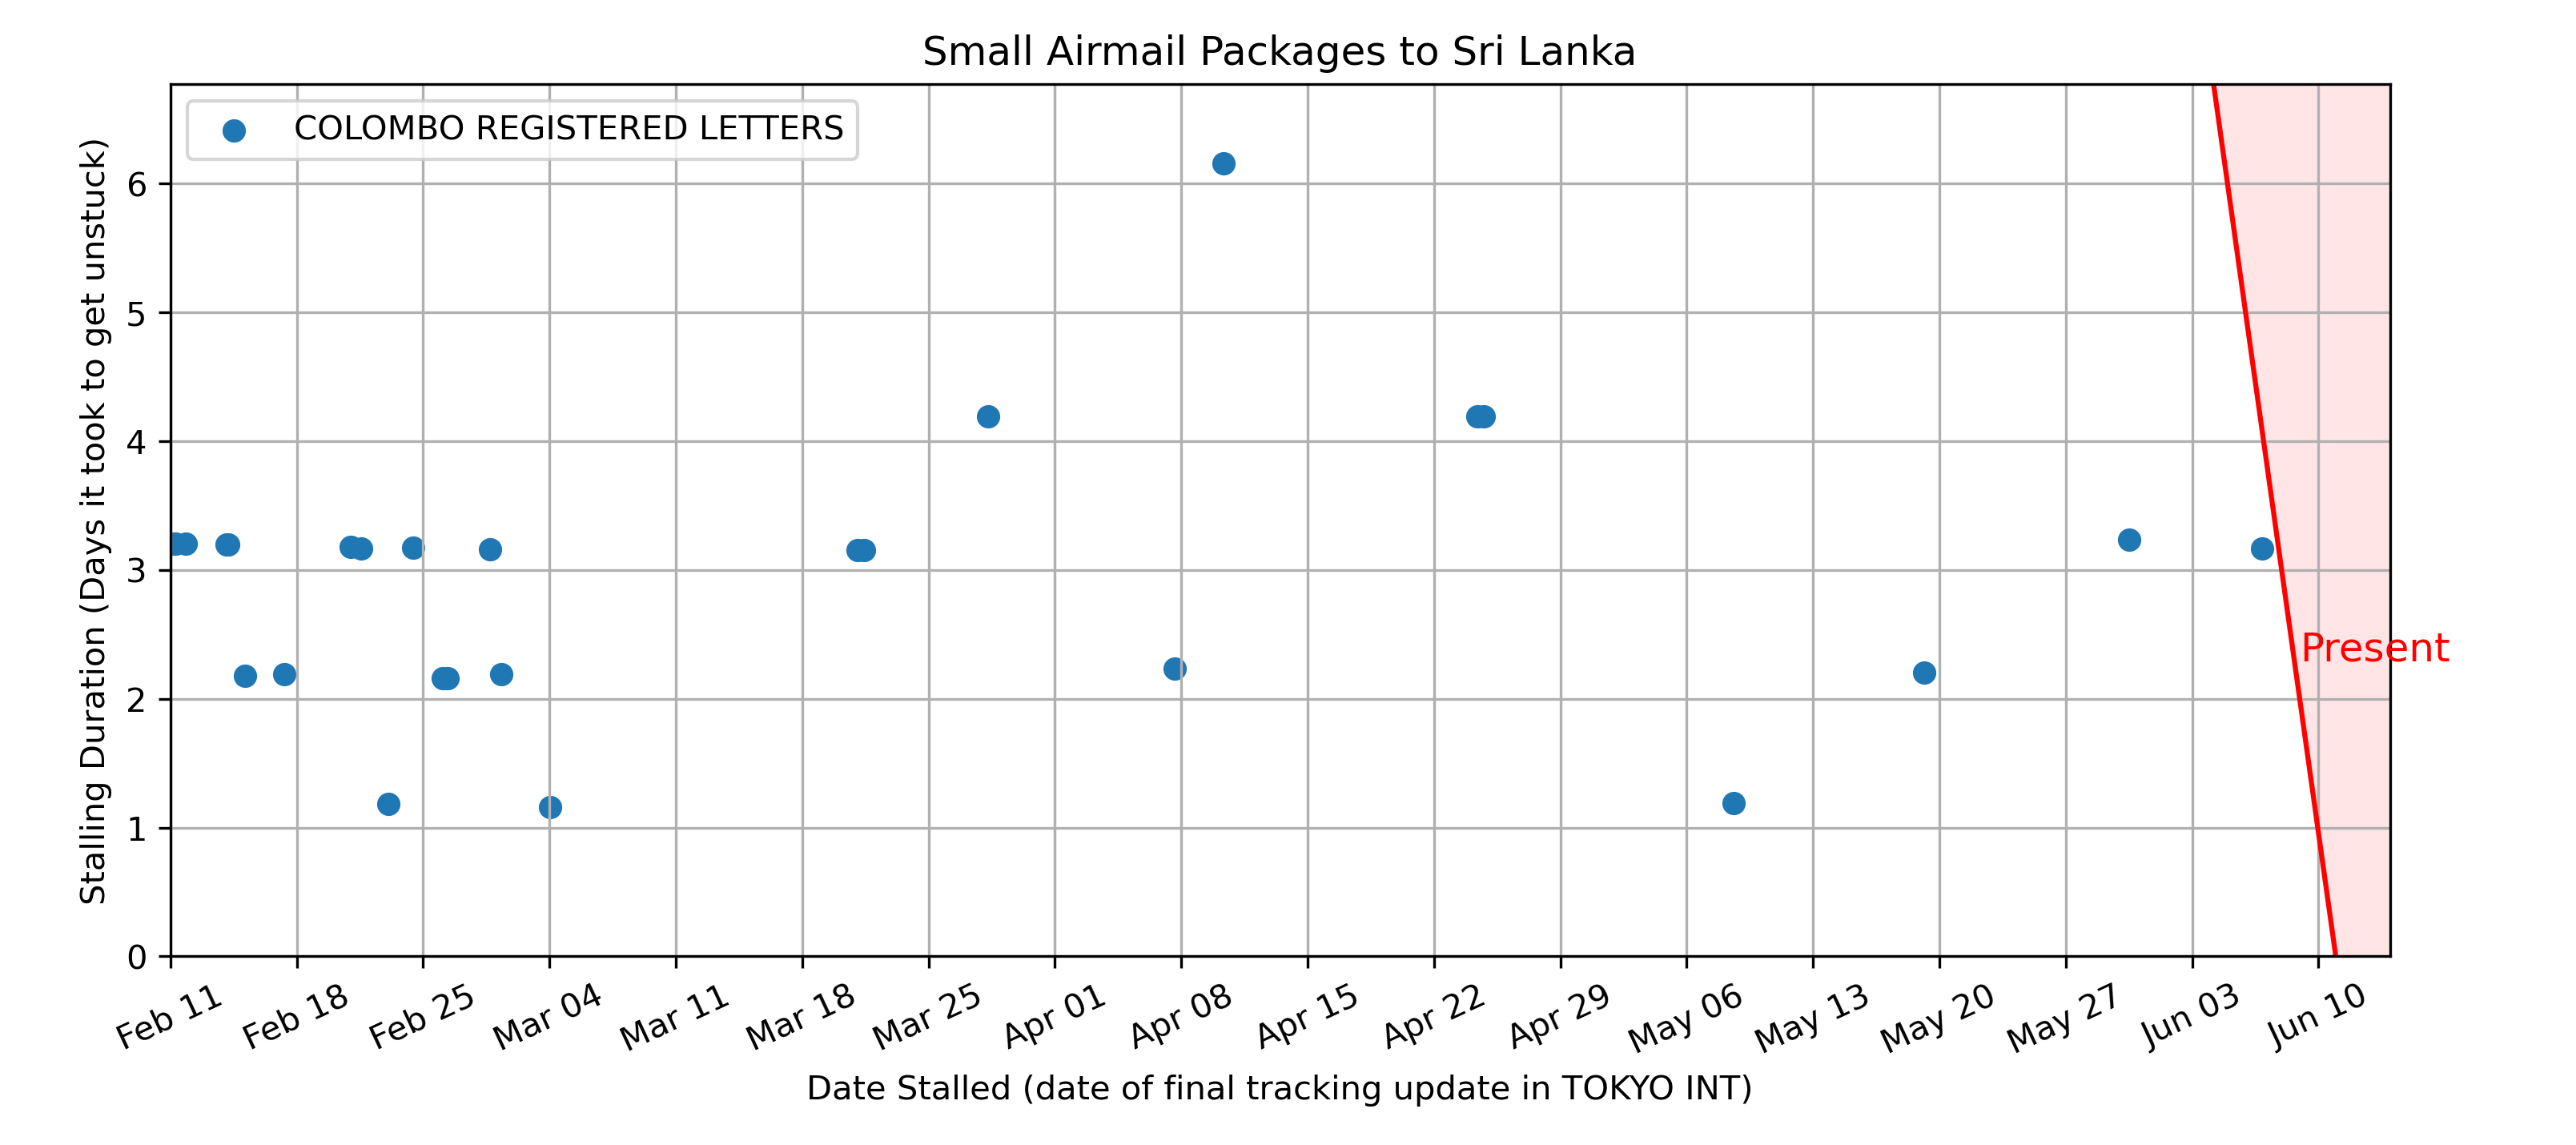 Small Airmail Packages to Sri Lanka
COLOMBO REGISTERED LETTERS
Stalling Duration (Days it took to get unstuck)
6
5
4
3
2
1
0
Present
Feb 11
Feb 18
Feb 25
Mar 04
Mar 11
Mar 18
Mar 25
Apr 01
Apr 08
Apr 15
Apr 22
Apr 29
May 06
May 13
May 20
May 27
Jun 03
Jun 10
Date Stalled (date of final tracking update in TOKYO INT)